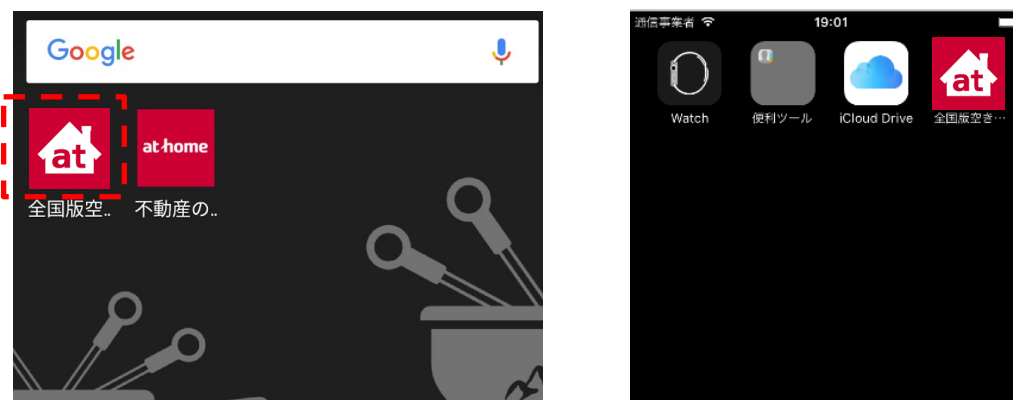 Google
at
at home
全国版空..
不動産の..
通信事業者
19:01
at
Watch
便利ツール
iCloud Drive
全国版空き…